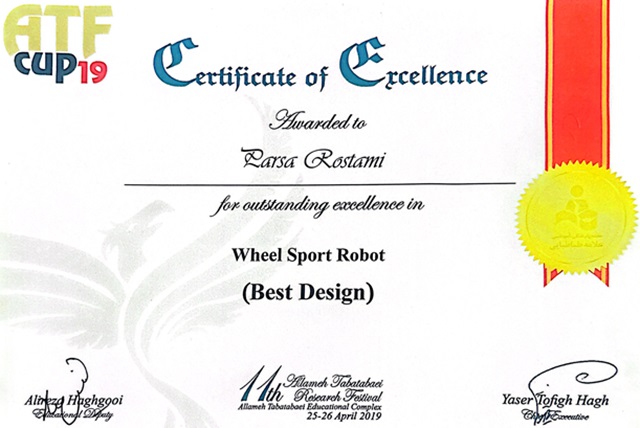 ATF
CUP19
Certificate of Excellence
Awarded to
Parsa Rostami
for outstanding excellence in
Wheel Sport Robot
(Best Design)
Alireza Haghgooi
Educational Deputy
11th Allameh Tabatabaei
Research Festival
Allameh Tabatabaei Educational Complex
25-26 April 2019
Yaser Tofigh Hagh
Chief Executive